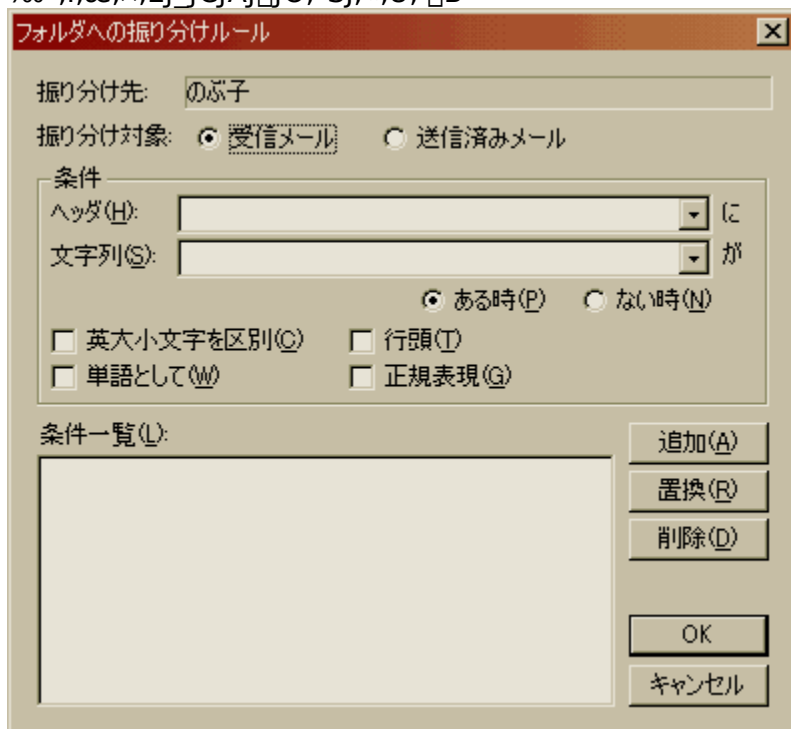 フォルダへの振り分けルール
振り分け先: のぶ子
振り分け対象: 受信メール 送信済みメール
条件
ヘッダ(H): に
文字列(S): が
ある時(P) ない時(N)
英大小文字を区別(C) 行頭(T)
単語として(W) 正規表現(G)
条件一覧(L):
追加(A)
置換(R)
削除(D)
OK
キャンセル